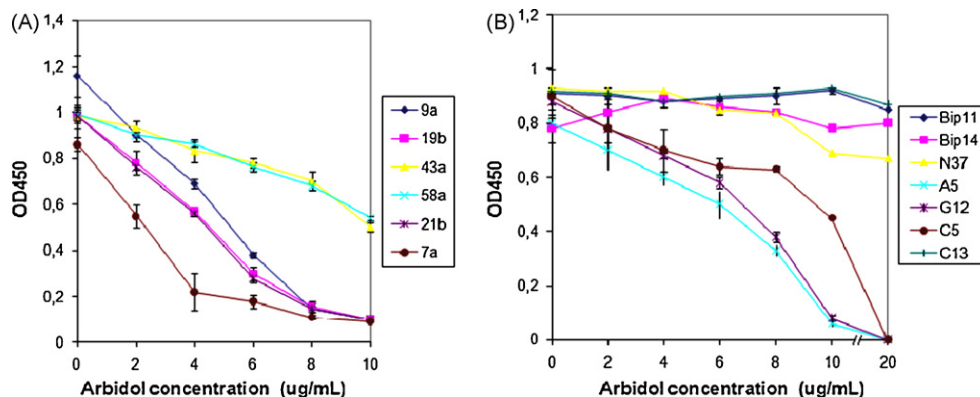 (A)
1,4
1,2
1
0,8
0,6
0,4
0,2
0
OD450
0 2 4 6 8 10
Arbidol concentration (ug/mL)
9a
19b
43a
58a
21b
7a
(B)
1,2
1
0,8
0,6
0,4
0,2
0
OD450
0 2 4 6 8 10 20
Arbidol concentration (ug/mL)
Bip11
Bip14
N37
A5
G12
C5
C13